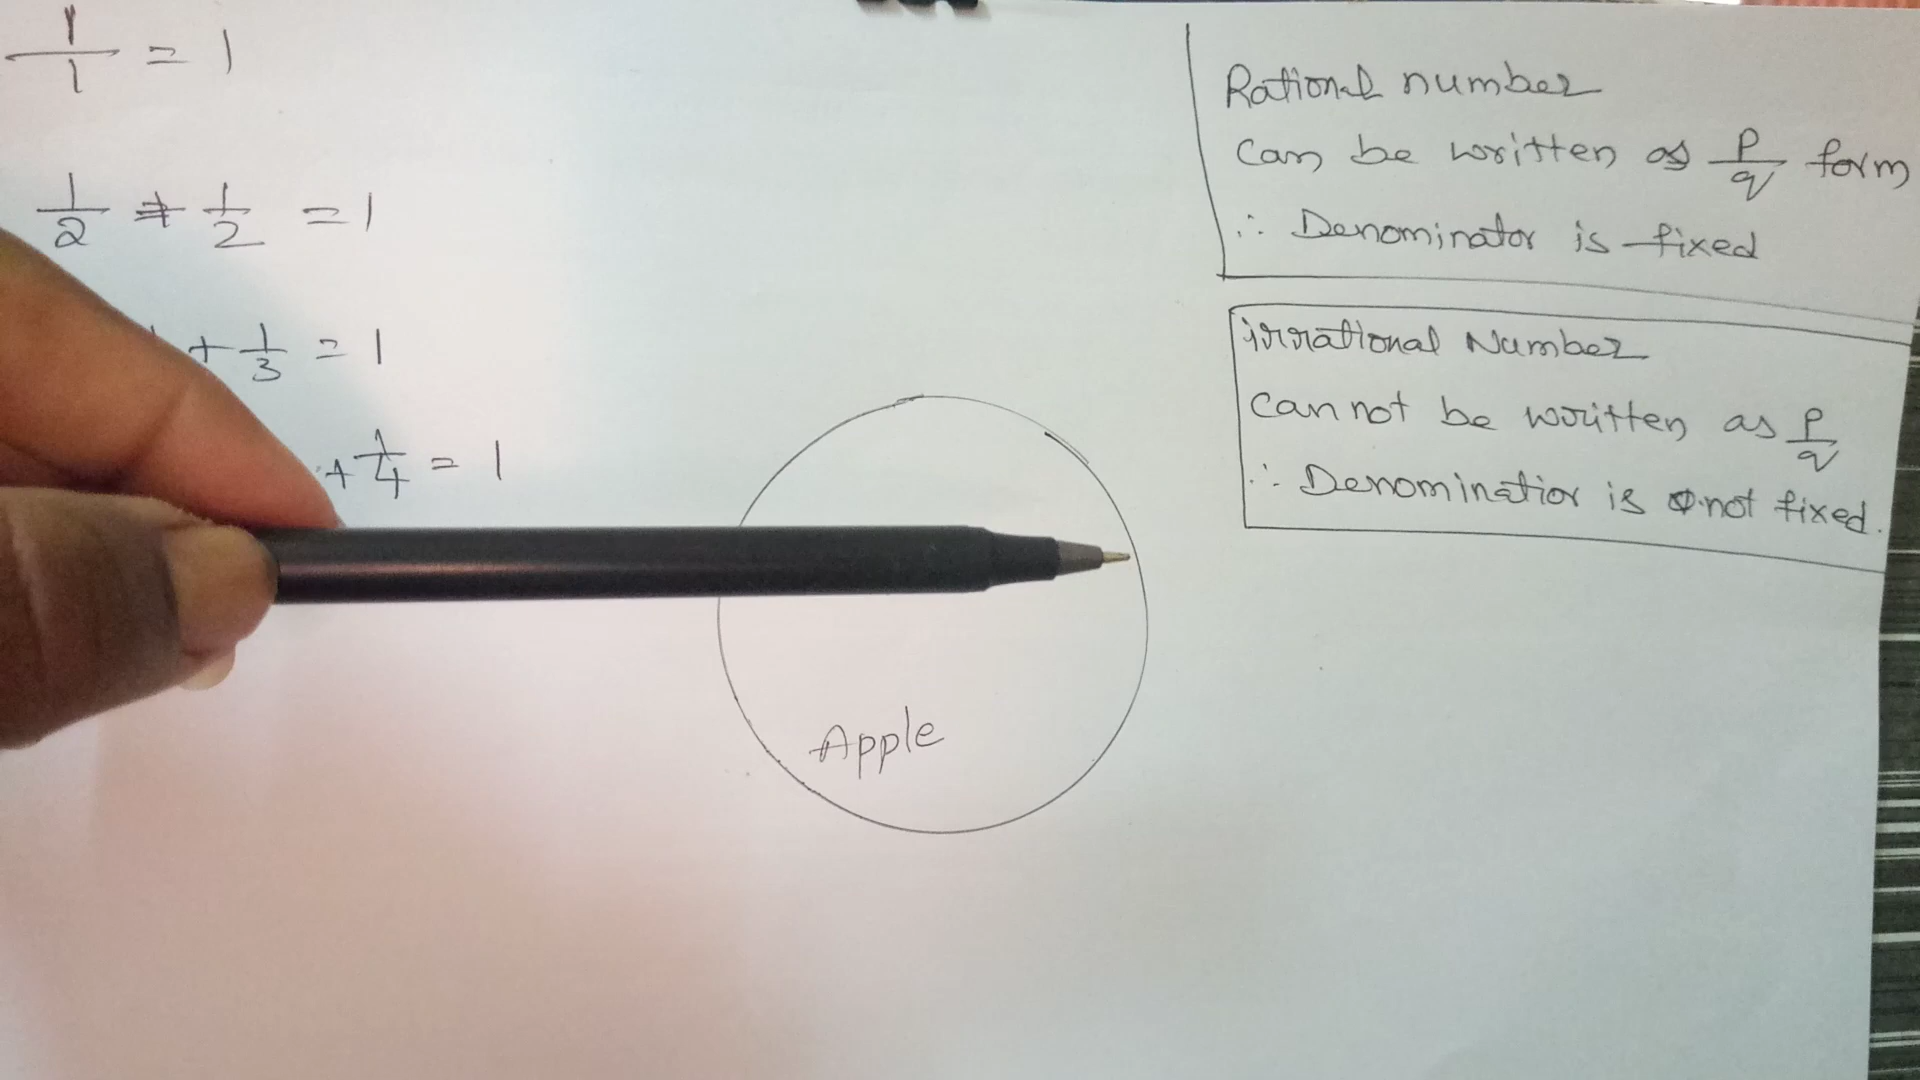 1/1 = 1
1/2 + 1/2 = 1
+ 1/3 = 1
+ 1/4 = 1
Apple
Rational number
Can be written as P/q form
∴ Denominator is fixed
irrational Number
Can not be written as P/q
∴ Denominatior is not fixed.